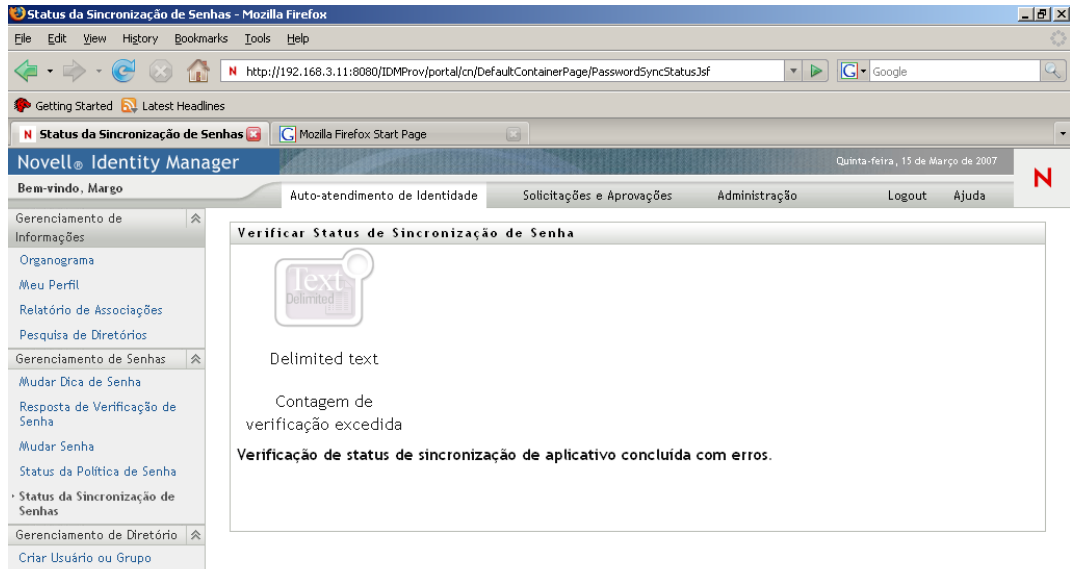 Status da Sincronização de Senhas - Mozilla Firefox
File Edit View History Bookmarks Tools Help
N http://192.168.3.11:8080/IDMProv/portal/cn/DefaultContainerPage/PasswordSyncStatusJsf G Google
Getting Started Latest Headlines
N Status da Sincronização de Senhas G Mozilla Firefox Start Page
Novell® Identity Manager Quinta-feira, 15 de Março de 2007 N
Bem-vindo, Margo Auto-atendimento de Identidade Solicitações e Aprovações Administração Logout Ajuda
Gerenciamento de
Informações
Organograma
Meu Perfil
Relatório de Associações
Pesquisa de Diretórios
Gerenciamento de Senhas
Mudar Dica de Senha
Resposta de Verificação de
Senha
Mudar Senha
Status da Política de Senha
Status da Sincronização de
Senhas
Gerenciamento de Diretório
Criar Usuário ou Grupo
Verificar Status de Sincronização de Senha
Text
Delimited
Delimited text
Contagem de
verificação excedida
Verificação de status de sincronização de aplicativo concluída com erros.